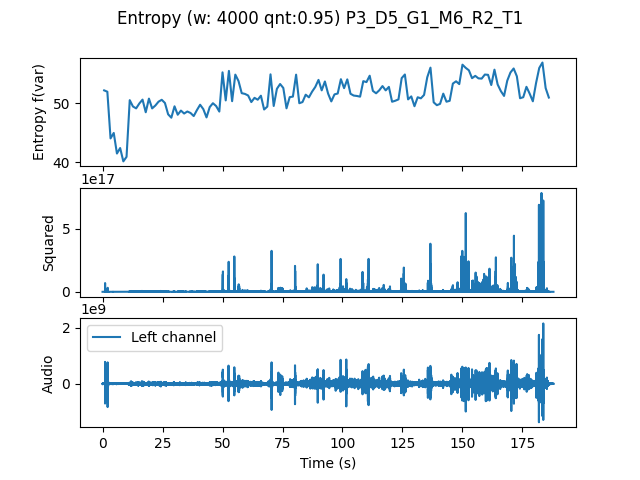 Entropy (w: 4000 qnt:0.95) P3_D5_G1_M6_R2_T1
Entropy f(var)
50
40
1e17
Squared
5
0
1e9
Audio
2
0
Left channel
0 25 50 75 100 125 150 175
Time (s)